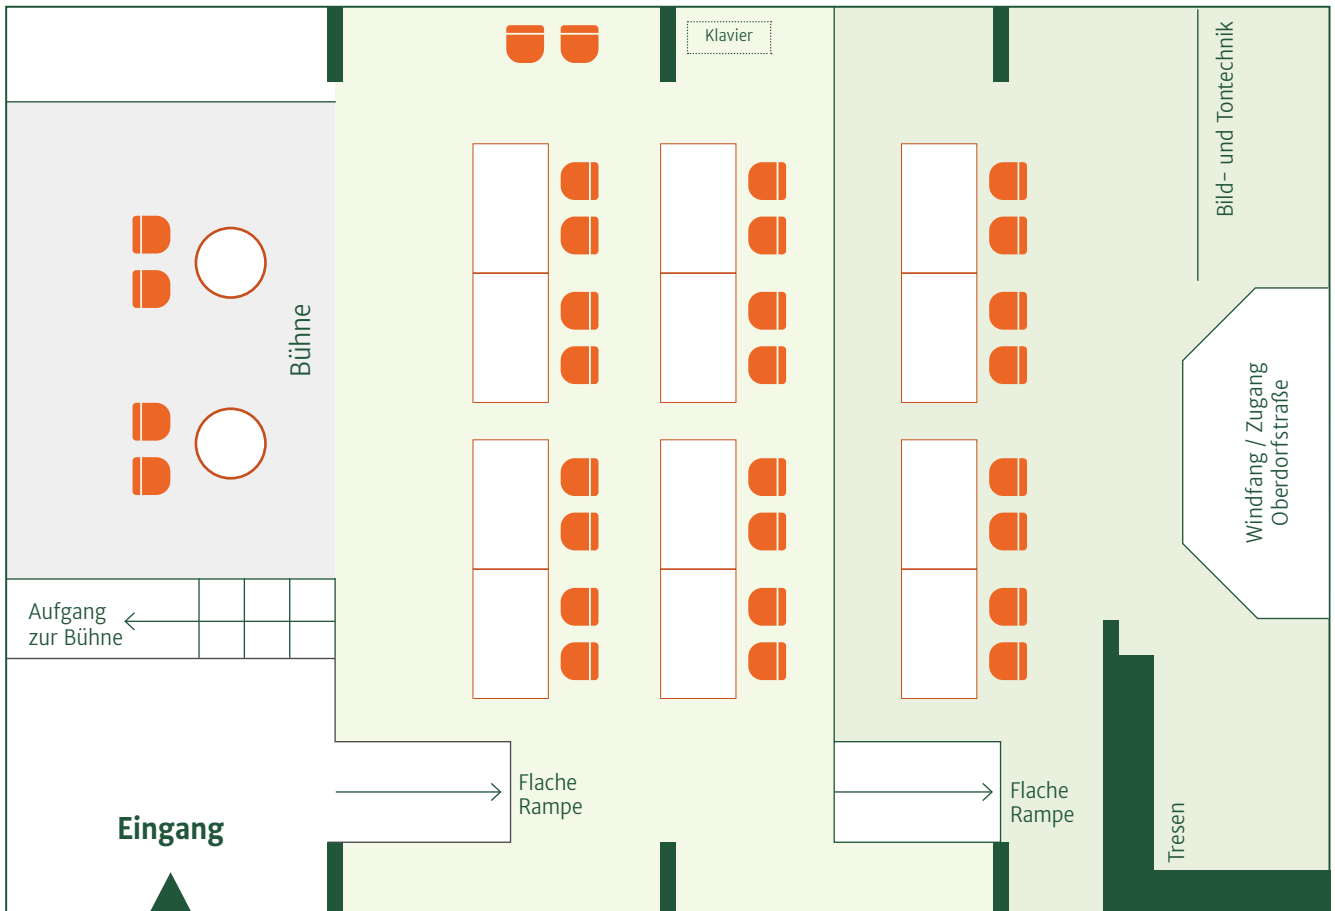 Klavier
Bild- und Tontechnik
Bühne
Windfang / Zugang
Oberdorfstraße
Aufgang
zur Bühne
Flache
Rampe
Flache
Rampe
Eingang
Tresen